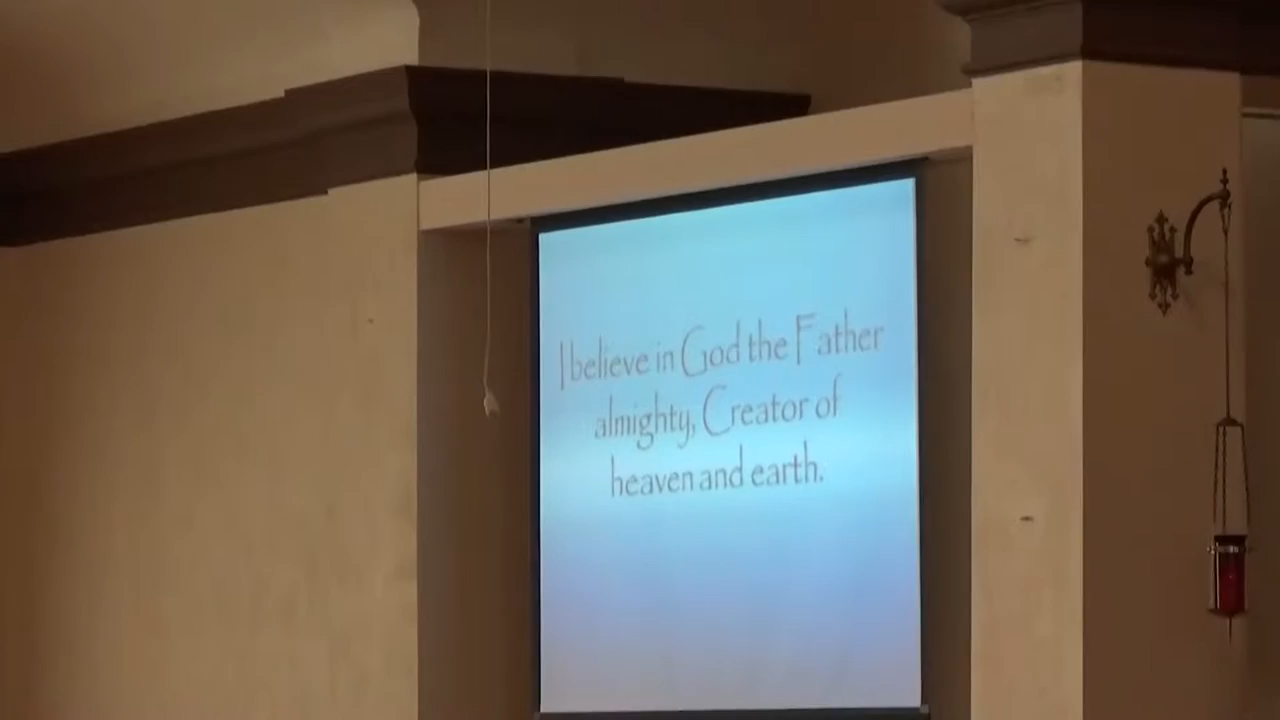 I believe in God the Father
almighty, Creator of
heaven and earth.